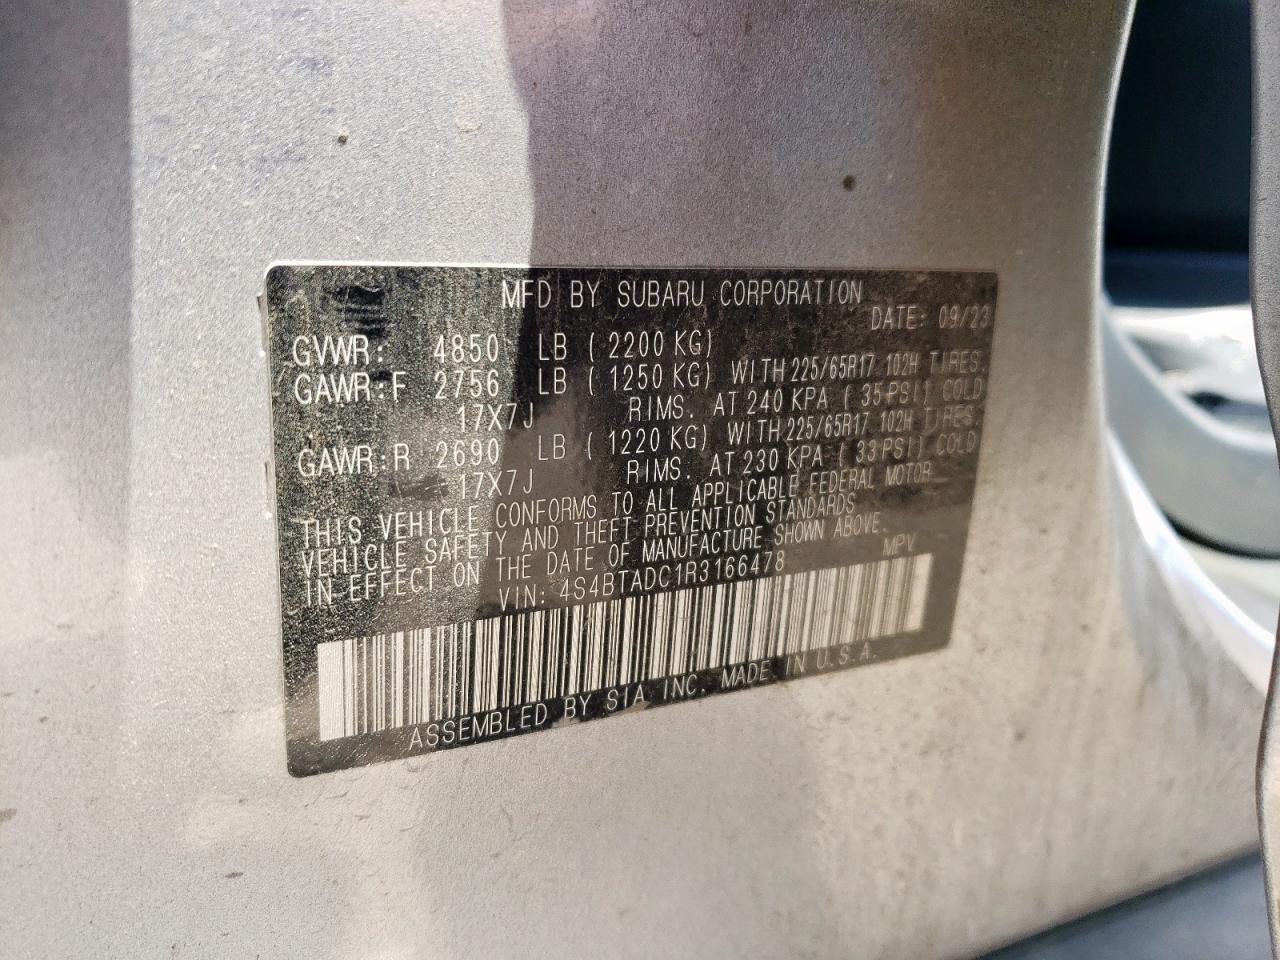 MFD BY SUBARU CORPORATION
DATE: 09/23
GVWR: 4850 LB ( 2200 KG)
GAWR:F 2756 LB ( 1250 KG) WITH 225/65R17 102H TIRES.
17X7J RIMS. AT 240 KPA ( 35 PSI) COLD
GAWR:R 2690 LB ( 1220 KG) WITH 225/65R17 102H TIRES.
17X7J RIMS. AT 230 KPA ( 33 PSI) COLD
THIS VEHICLE CONFORMS TO ALL APPLICABLE FEDERAL MOTOR
VEHICLE SAFETY AND THEFT PREVENTION STANDARDS
IN EFFECT ON THE DATE OF MANUFACTURE SHOWN ABOVE.
VIN: 4S4BTADC1R3166478 MPV
ASSEMBLED BY SIA INC. MADE IN U.S.A.